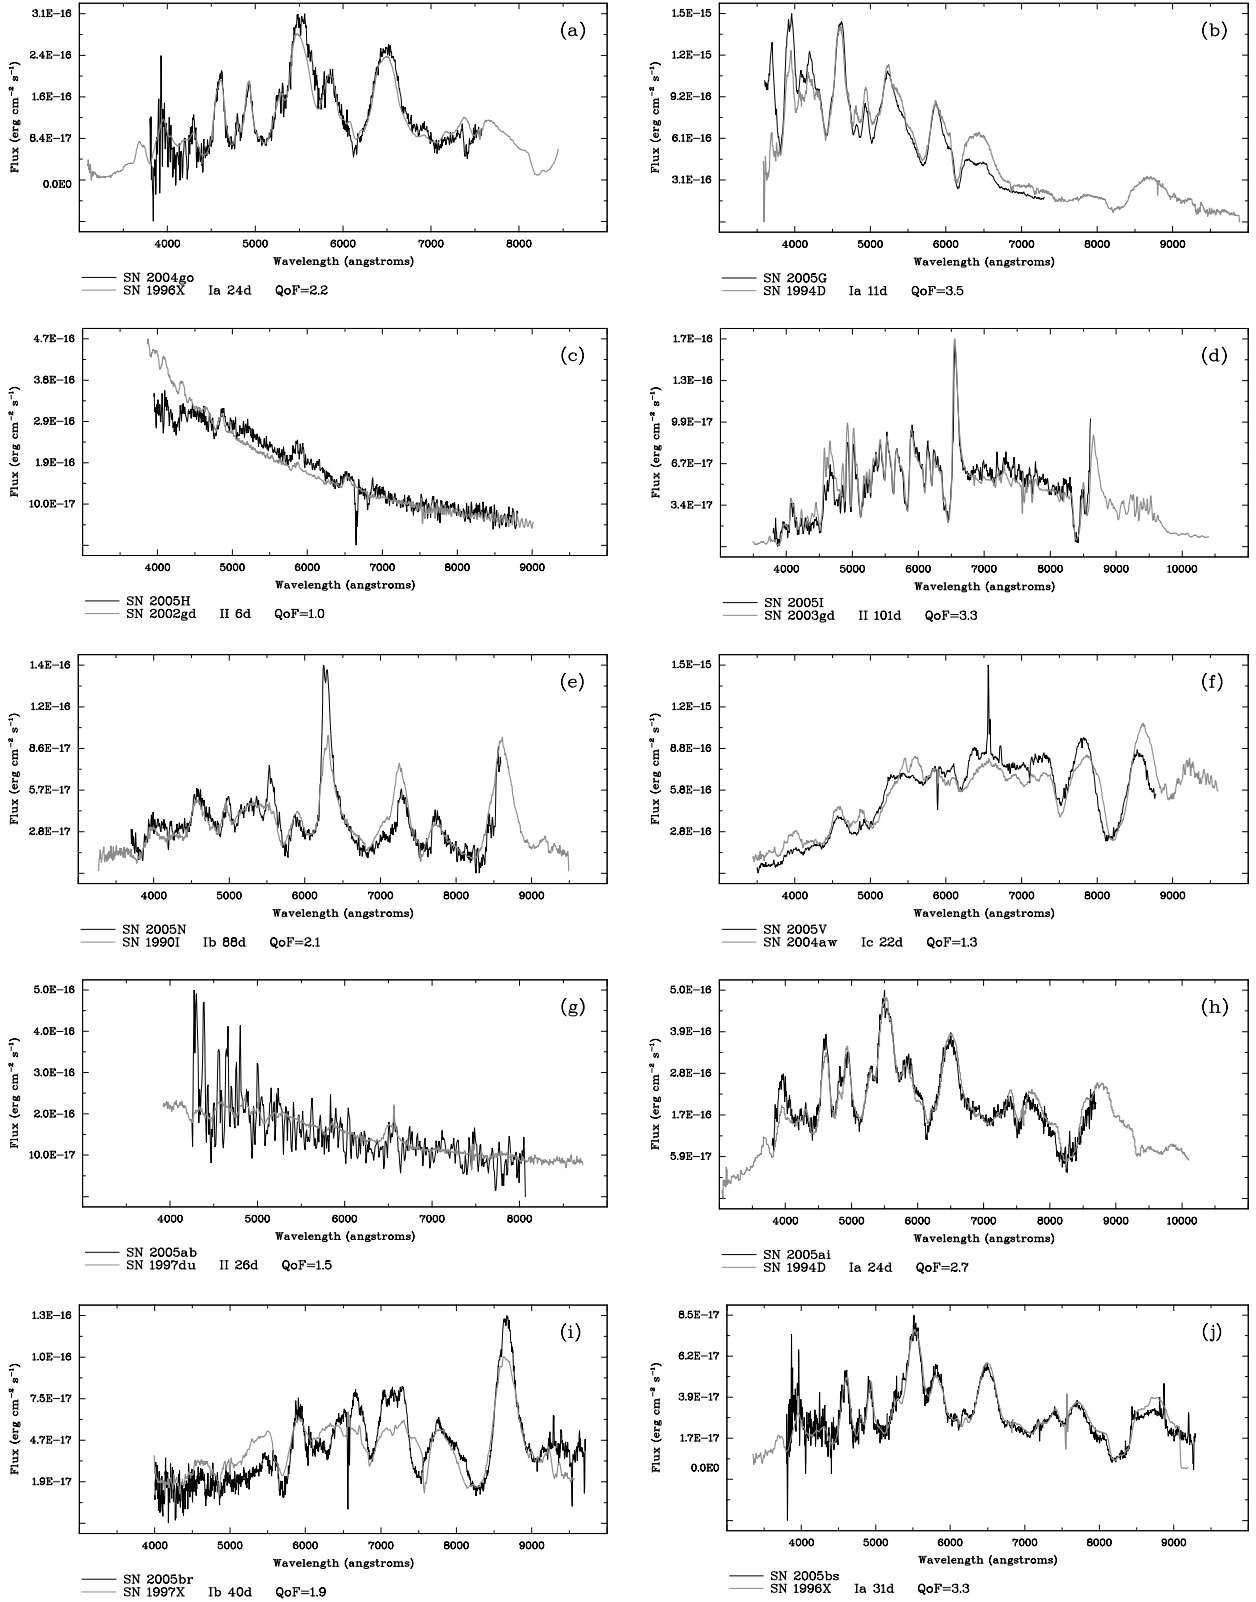 (a)
3.1E-16
2.4E-16
1.6E-16
8.4E-17
0.0E0
Flux (erg cm⁻² s⁻¹)
4000 5000 6000 7000 8000
Wavelength (angstroms)
SN 2004go
SN 1996X Ia 24d QoF=2.2
(b)
1.5E-15
1.2E-15
9.2E-16
6.1E-16
3.1E-16
Flux (erg cm⁻² s⁻¹)
4000 5000 6000 7000 8000 9000
Wavelength (angstroms)
SN 2005G
SN 1994D Ia 11d QoF=3.5
(c)
4.7E-16
3.8E-16
2.9E-16
1.9E-16
10.0E-17
Flux (erg cm⁻² s⁻¹)
4000 5000 6000 7000 8000 9000
Wavelength (angstroms)
SN 2005H
SN 2002gd II 6d QoF=1.0
(d)
1.7E-16
1.3E-16
9.9E-17
6.7E-17
3.4E-17
Flux (erg cm⁻² s⁻¹)
4000 5000 6000 7000 8000 9000 10000
Wavelength (angstroms)
SN 2005I
SN 2003gd II 101d QoF=3.3
(e)
1.4E-16
1.2E-16
8.6E-17
5.7E-17
2.8E-17
Flux (erg cm⁻² s⁻¹)
4000 5000 6000 7000 8000 9000
Wavelength (angstroms)
SN 2005N
SN 1990I Ib 88d QoF=2.1
(f)
1.5E-15
1.2E-15
8.8E-16
5.8E-16
2.8E-16
Flux (erg cm⁻² s⁻¹)
4000 5000 6000 7000 8000 9000
Wavelength (angstroms)
SN 2005V
SN 2004aw Ic 22d QoF=1.3
(g)
5.0E-16
4.0E-16
3.0E-16
2.0E-16
10.0E-17
Flux (erg cm⁻² s⁻¹)
4000 5000 6000 7000 8000
Wavelength (angstroms)
SN 2005ab
SN 1997du II 26d QoF=1.5
(h)
5.0E-16
3.9E-16
2.8E-16
1.7E-16
5.9E-17
Flux (erg cm⁻² s⁻¹)
4000 5000 6000 7000 8000 9000 10000
Wavelength (angstroms)
SN 2005ai
SN 1994D Ia 24d QoF=2.7
(i)
1.3E-16
1.0E-16
7.5E-17
4.7E-17
1.9E-17
Flux (erg cm⁻² s⁻¹)
4000 5000 6000 7000 8000 9000
Wavelength (angstroms)
SN 2005br
SN 1997X Ib 40d QoF=1.9
(j)
8.5E-17
6.2E-17
3.9E-17
1.7E-17
0.0E0
Flux (erg cm⁻² s⁻¹)
4000 5000 6000 7000 8000 9000
Wavelength (angstroms)
SN 2005bs
SN 1996X Ia 31d QoF=3.3